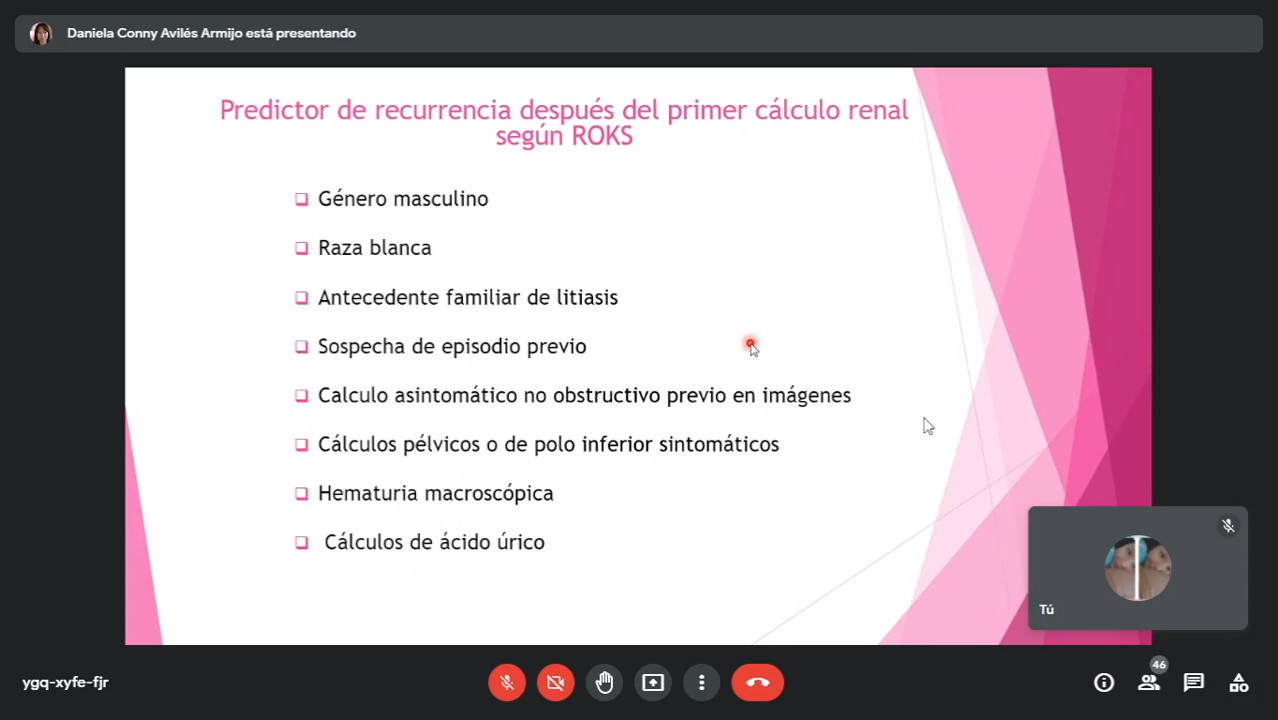 Daniela Conny Avilés Armijo está presentando
Predictor de recurrencia después del primer cálculo renal
según ROKS
Género masculino
Raza blanca
Antecedente familiar de litiasis
Sospecha de episodio previo
Calculo asintomático no obstructivo previo en imágenes
Cálculos pélvicos o de polo inferior sintomáticos
Hematuria macroscópica
Cálculos de ácido úrico
Tú
ygq-xyfe-fjr
46